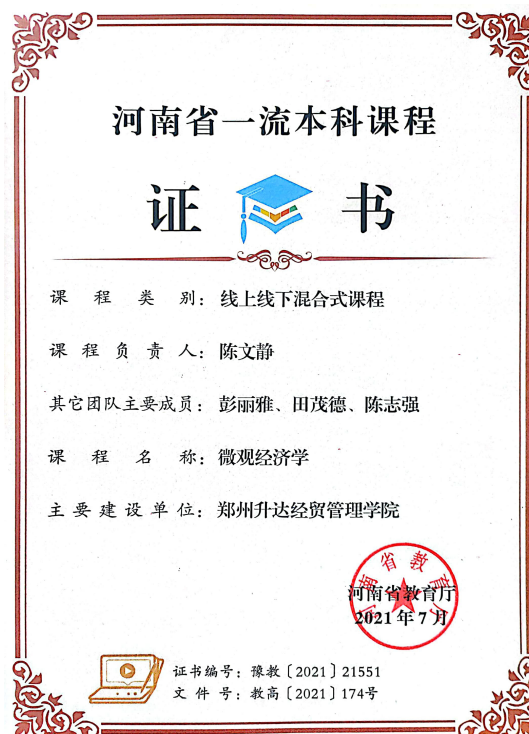 河南省一流本科课程
证书
课程类别：线上线下混合式课程
课程负责人：陈文静
其它团队主要成员：彭丽雅、田茂德、陈志强
课程名称：微观经济学
主要建设单位：郑州升达经贸管理学院
河南省教育厅
河南省教育厅
2021年7月
证书编号：豫教〔2021〕21551
文件号：教高〔2021〕174号